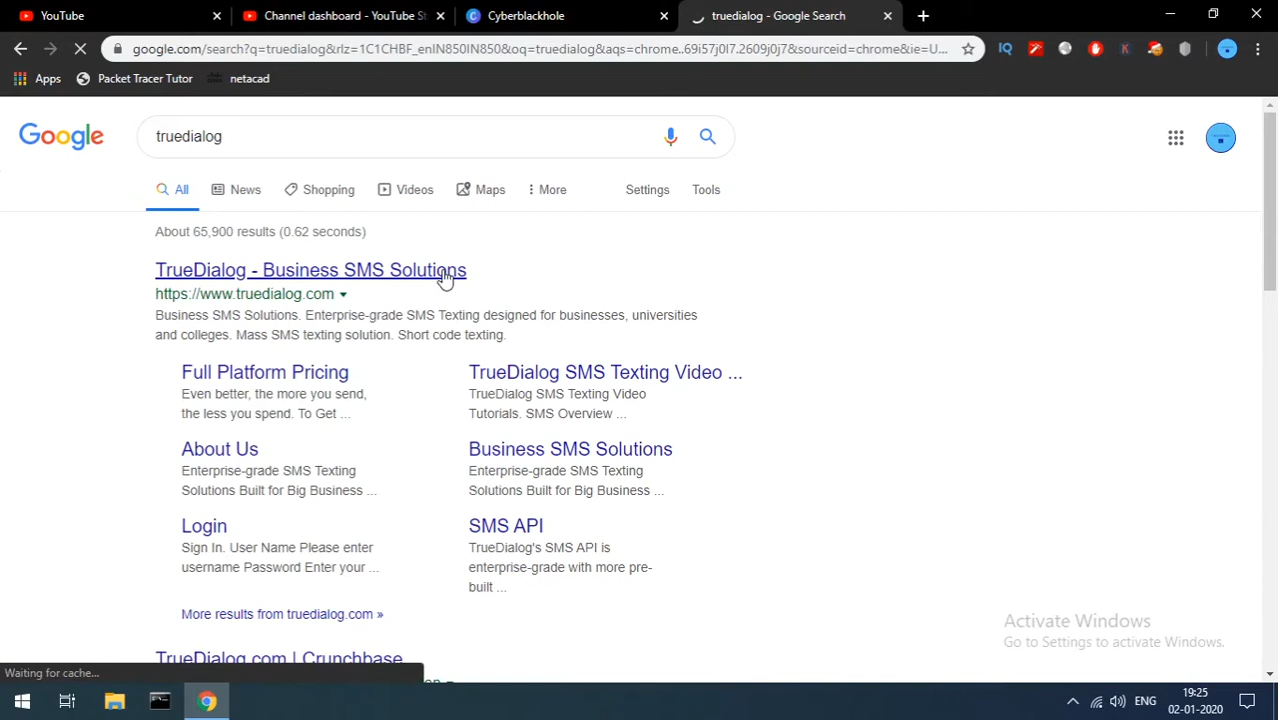 YouTube
Channel dashboard - YouTube St
Cyberblackhole
truedialog - Google Search
google.com/search?q=truedialog&rlz=1C1CHBF_enIN850IN850&oq=truedialog&aqs=chrome..69i57j0l7.2609j0j7&sourceid=chrome&ie=U...
Apps
Packet Tracer Tutor
netacad
Google
truedialog
All
News
Shopping
Videos
Maps
More
Settings
Tools
About 65,900 results (0.62 seconds)
TrueDialog - Business SMS Solutions
https://www.truedialog.com
Business SMS Solutions. Enterprise-grade SMS Texting designed for businesses, universities
and colleges. Mass SMS texting solution. Short code texting.
Full Platform Pricing
Even better, the more you send,
the less you spend. To Get ...
TrueDialog SMS Texting Video ...
TrueDialog SMS Texting Video
Tutorials. SMS Overview ...
About Us
Enterprise-grade SMS Texting
Solutions Built for Big Business ...
Business SMS Solutions
Enterprise-grade SMS Texting
Solutions Built for Big Business ...
Login
Sign In. User Name Please enter
username Password Enter your ...
SMS API
TrueDialog's SMS API is
enterprise-grade with more pre-
built ...
More results from truedialog.com »
TrueDialog.com | Crunchbase
Activate Windows
Go to Settings to activate Windows.
Waiting for cache...
ENG
19:25
02-01-2020